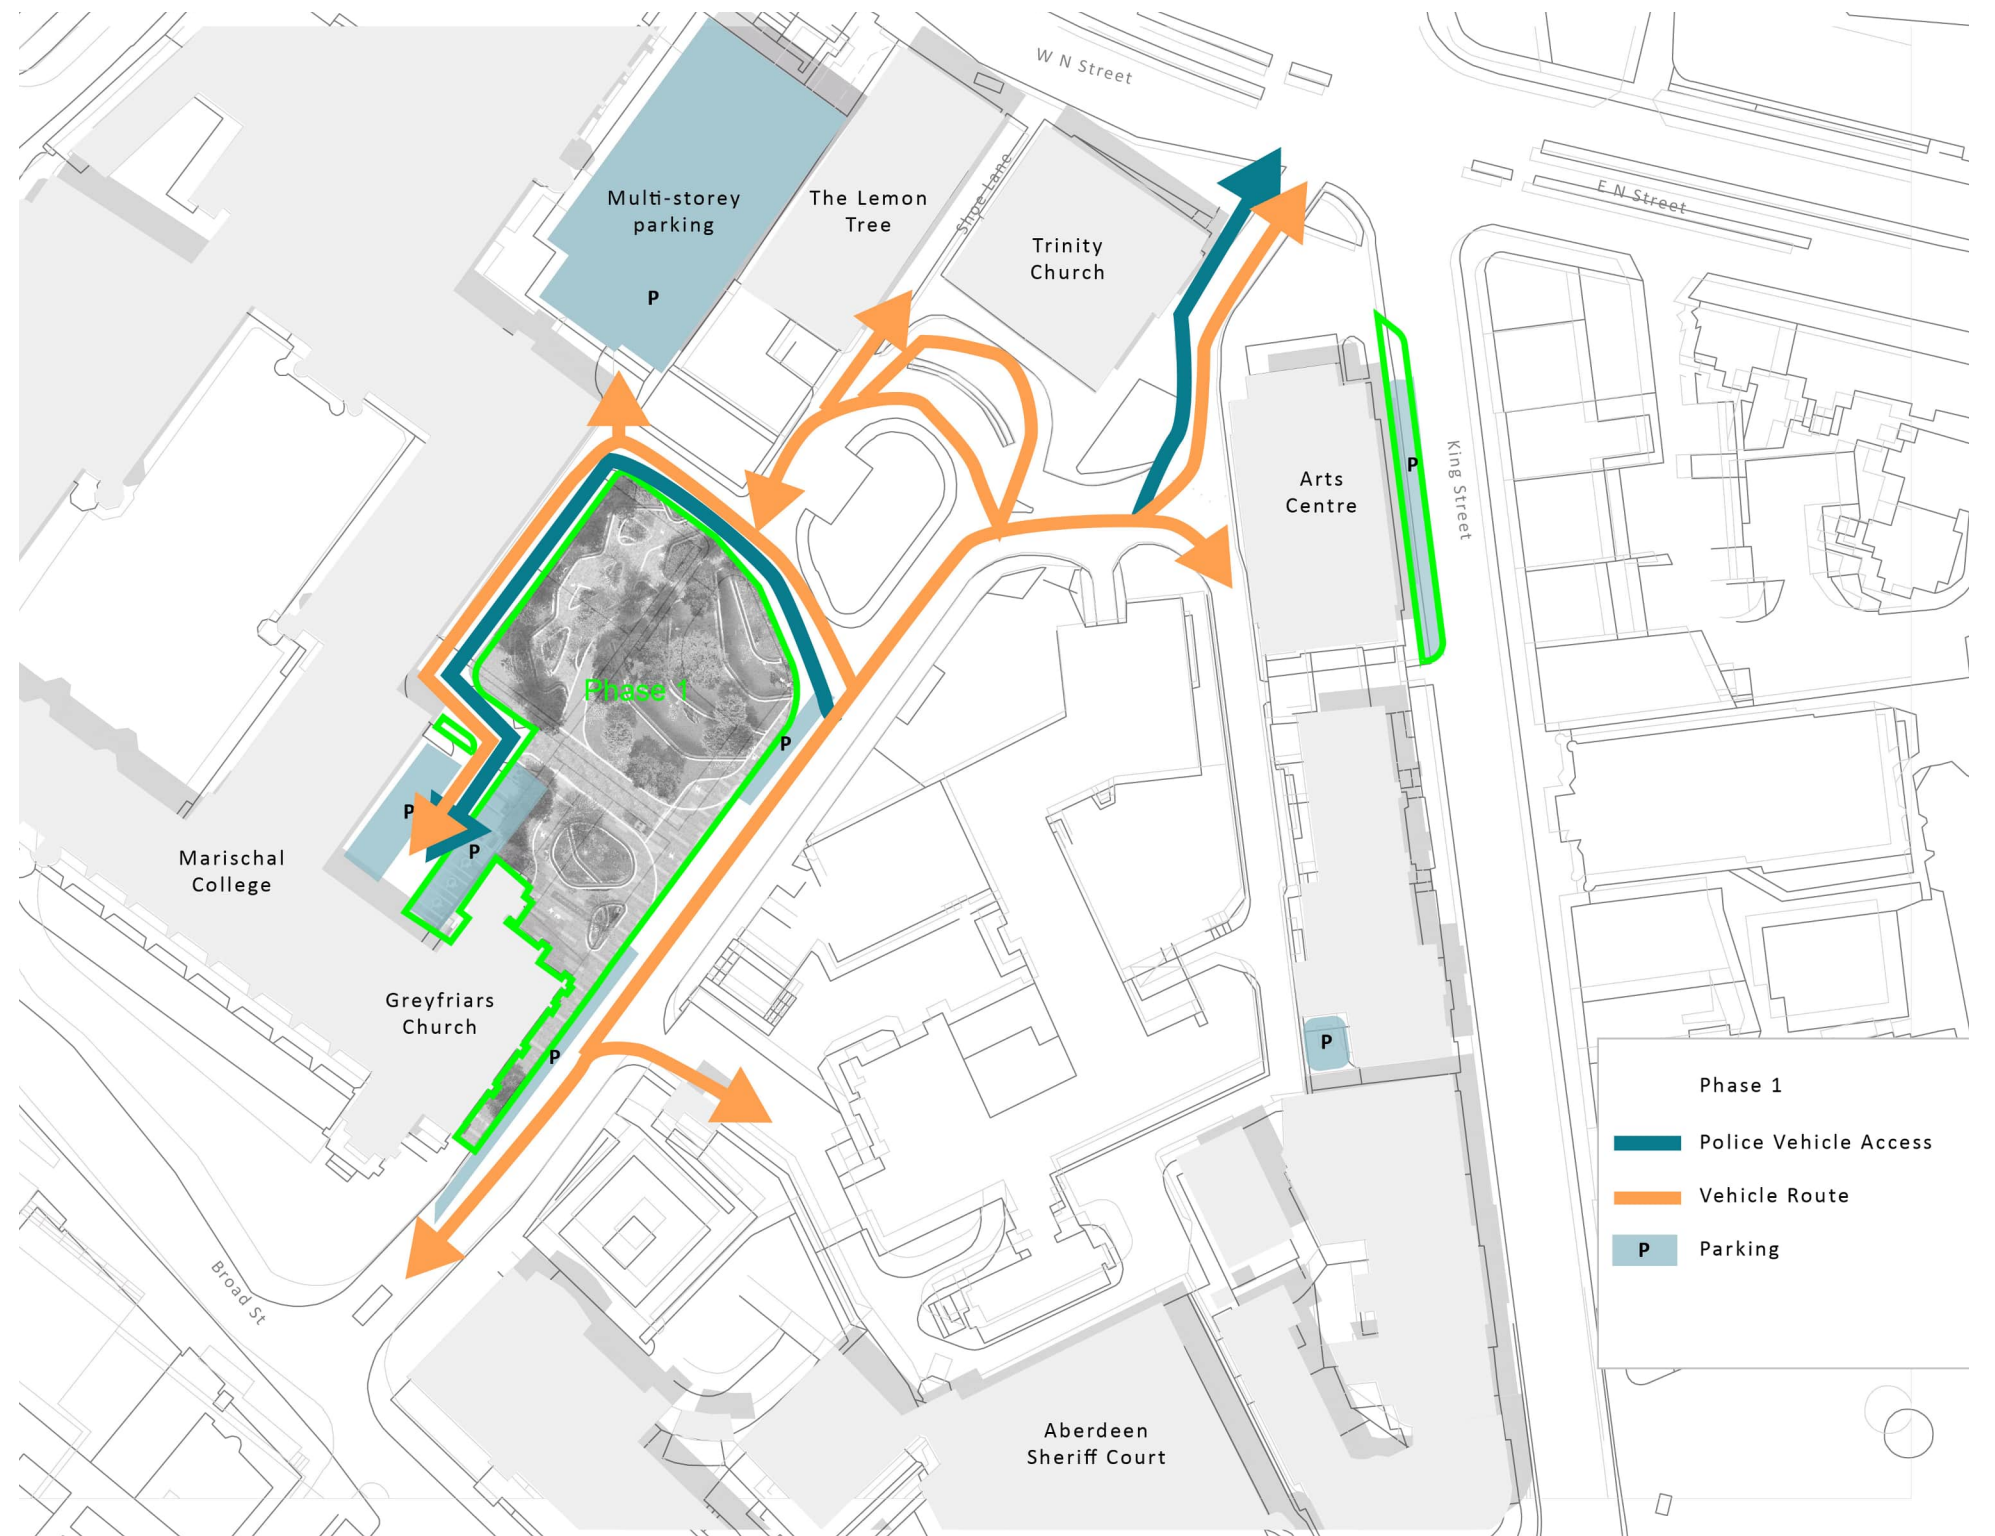 W N Street
E N Street
Multi-storey
parking
P
The Lemon
Tree
Shoe Lane
Trinity
Church
P
King Street
Arts
Centre
Phase 1
P
P
P
Marischal
College
Greyfriars
Church
P
P
Broad St
Aberdeen
Sheriff Court
Phase 1
Police Vehicle Access
Vehicle Route
P Parking